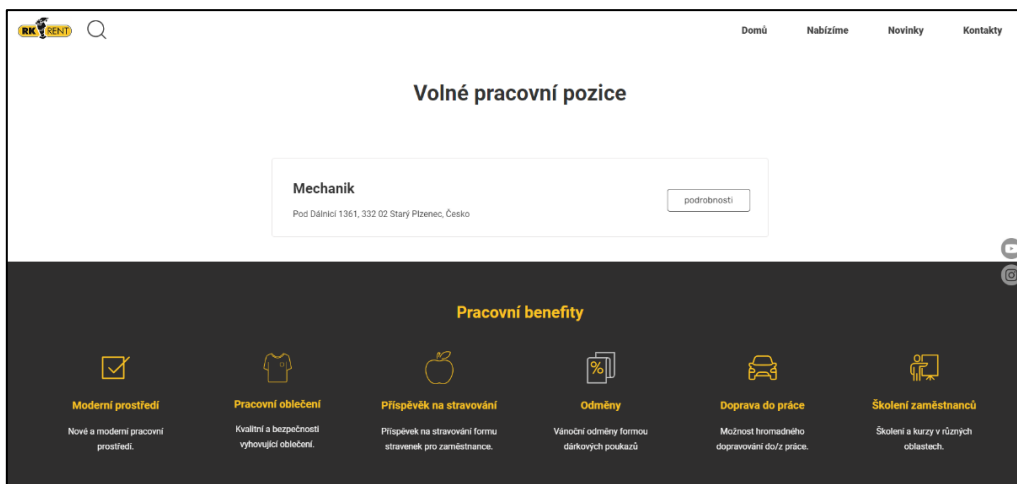 RK RENT
Domů Nabízíme Novinky Kontakty
Volné pracovní pozice
Mechanik
Pod Dálnicí 1361, 332 02 Starý Plzenec, Česko
podrobnosti
Pracovní benefity
%
Moderní prostředí
Nové a moderní pracovní
prostředí.
Pracovní oblečení
Kvalitní a bezpečnosti
vyhovující oblečení.
Příspěvek na stravování
Příspěvek na stravování formu
stravenek pro zaměstnance.
Odměny
Vánoční odměny formou
dárkových poukazů
Doprava do práce
Možnost hromadného
dopravování do/z práce.
Školení zaměstnanců
Školení a kurzy v různých
oblastech.